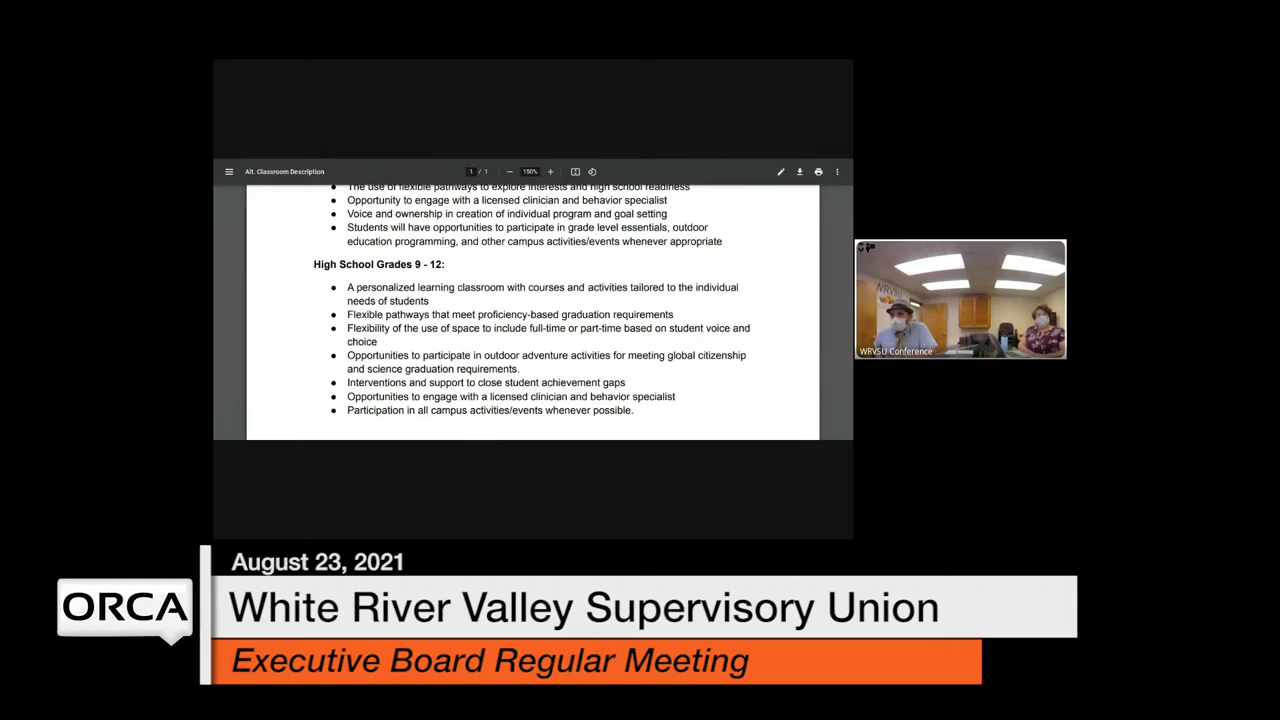 Alt. Classroom Description
1 / 1
150%
The use of flexible pathways to explore interests and high school readiness
Opportunity to engage with a licensed clinician and behavior specialist
Voice and ownership in creation of individual program and goal setting
Students will have opportunities to participate in grade level essentials, outdoor
education programming, and other campus activities/events whenever appropriate
High School Grades 9 - 12:
A personalized learning classroom with courses and activities tailored to the individual
needs of students
Flexible pathways that meet proficiency-based graduation requirements
Flexibility of the use of space to include full-time or part-time based on student voice and
choice
Opportunities to participate in outdoor adventure activities for meeting global citizenship
and science graduation requirements.
Interventions and support to close student achievement gaps
Opportunities to engage with a licensed clinician and behavior specialist
Participation in all campus activities/events whenever possible.
WRVSU
WRVSU Conference
August 23, 2021
ORCA
White River Valley Supervisory Union
Executive Board Regular Meeting